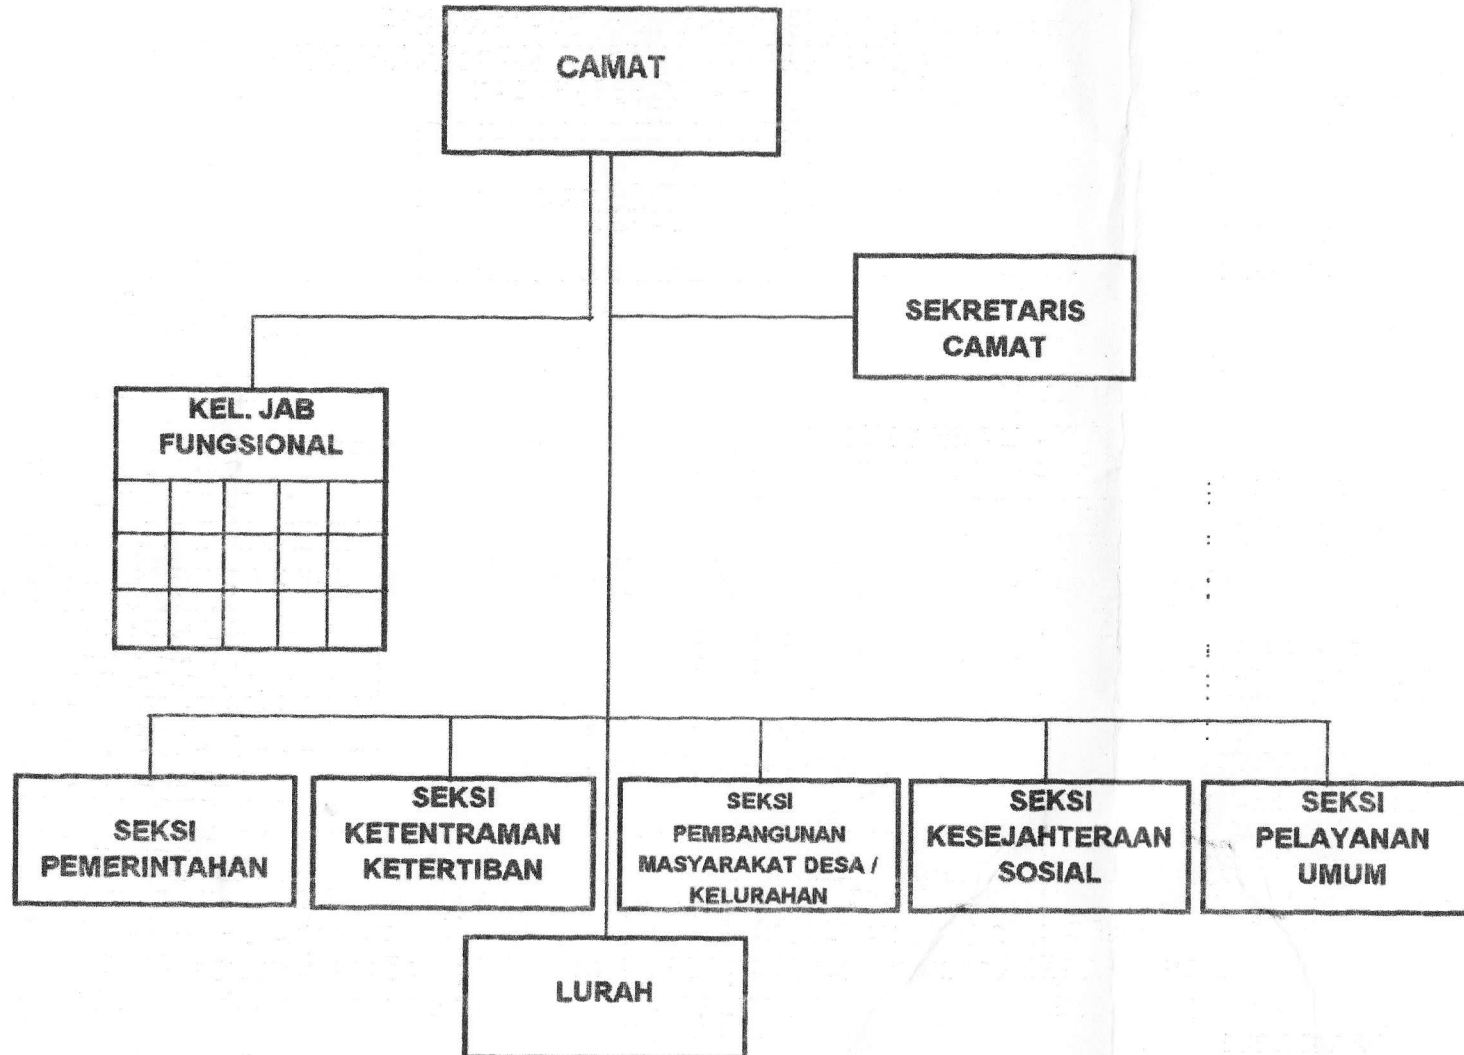 CAMAT
SEKRETARIS
CAMAT
KEL. JAB
FUNGSIONAL
SEKSI
PEMERINTAHAN
SEKSI
KETENTRAMAN
KETERTIBAN
SEKSI
PEMBANGUNAN
MASYARAKAT DESA /
KELURAHAN
SEKSI
KESEJAHTERAAN
SOSIAL
SEKSI
PELAYANAN
UMUM
LURAH